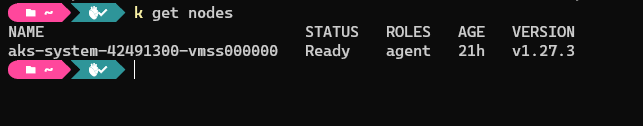 ~ k get nodes
NAME STATUS ROLES AGE VERSION
aks-system-42491300-vmss000000 Ready agent 21h v1.27.3
~